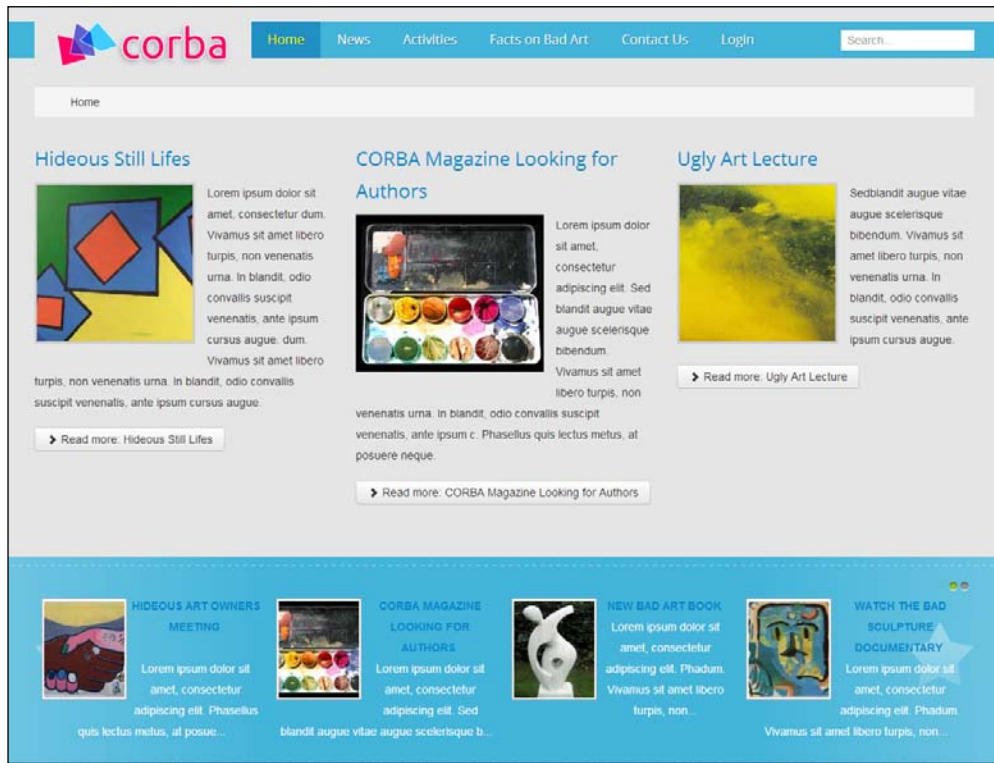 corba
Home
News
Activities
Facts on Bad Art
Contact Us
Login
Search...
Home
Hideous Still Lifes
Lorem ipsum dolor sit
amet, consectetur dum.
Vivamus sit amet libero
turpis, non venenatis
urna. In blandit, odio
convallis suscipit
venenatis, ante ipsum
cursus augue. dum.
Vivamus sit amet libero
turpis, non venenatis urna. In blandit, odio convallis
suscipit venenatis, ante ipsum cursus augue.
Read more: Hideous Still Lifes
CORBA Magazine Looking for
Authors
Lorem ipsum dolor
sit amet,
consectetur
adipiscing elit. Sed
blandit augue vitae
augue scelerisque
bibendum.
Vivamus sit amet
libero turpis, non
venenatis urna. In blandit, odio convallis suscipit
venenatis, ante ipsum c. Phasellus quis lectus metus, at
posuere neque.
Read more: CORBA Magazine Looking for Authors
Ugly Art Lecture
Sedblandit augue vitae
augue scelerisque
bibendum. Vivamus sit
amet libero turpis, non
venenatis urna. In
blandit, odio convallis
suscipit venenatis, ante
ipsum cursus augue.
Read more: Ugly Art Lecture
HIDEOUS ART OWNERS
MEETING
Lorem ipsum dolor sit
amet, consectetur
adipiscing elit. Phasellus
quis lectus metus, at posue...
CORBA MAGAZINE
LOOKING FOR
AUTHORS
Lorem ipsum dolor sit
amet, consectetur
adipiscing elit. Sed
blandit augue vitae augue scelerisque b...
NEW BAD ART BOOK
Lorem ipsum dolor sit
amet, consectetur
adipiscing elit. Phadum.
Vivamus sit amet libero
turpis, non...
WATCH THE BAD
SCULPTURE
DOCUMENTARY
Lorem ipsum dolor sit
amet, consectetur
adipiscing elit. Phadum.
Vivamus sit amet libero turpis, non...